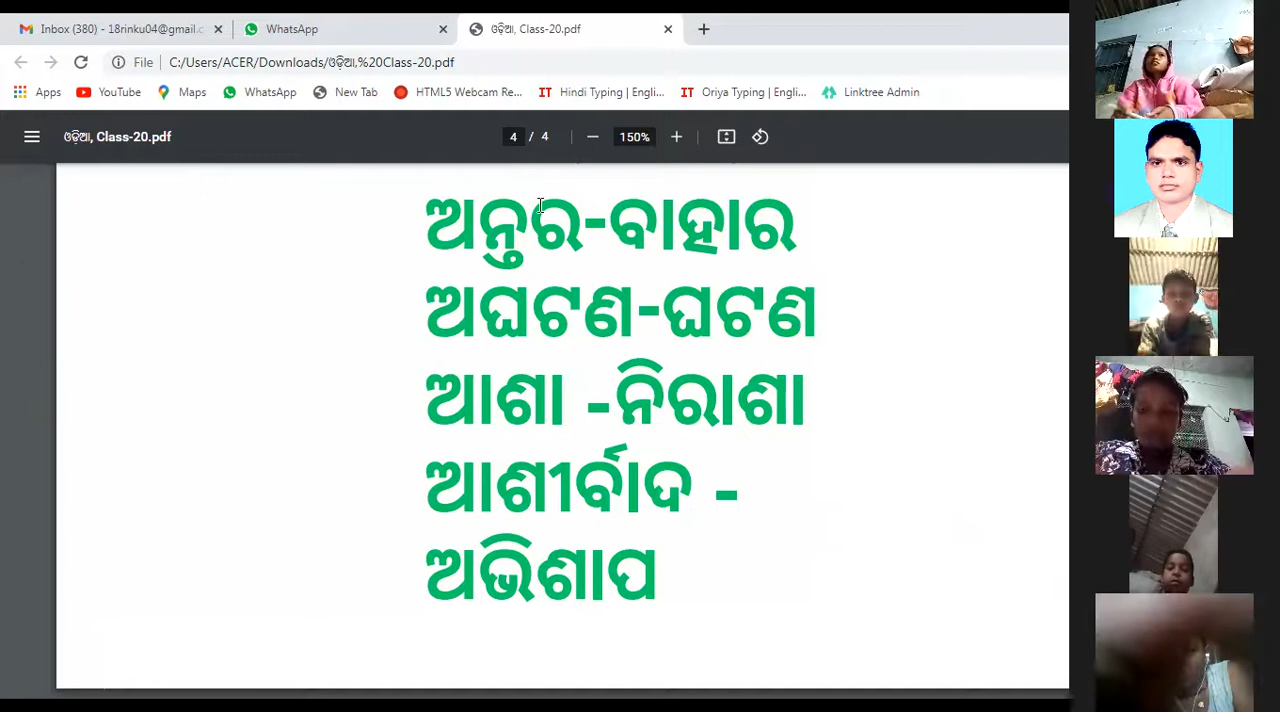 Inbox (380) - 18rinku04@gmail.c
WhatsApp
ଓଡ଼ିଆ, Class-20.pdf
File | C:/Users/ACER/Downloads/ଓଡ଼ିଆ,%20Class-20.pdf
Apps YouTube Maps WhatsApp New Tab HTML5 Webcam Re... IT Hindi Typing | Engli... IT Oriya Typing | Engli... Linktree Admin
ଓଡ଼ିଆ, Class-20.pdf 4 / 4 150%
ଅନ୍ତର-ବାହାର
ଅଘଟଣ-ଘଟଣ
ଆଶା -ନିରାଶା
ଆଶୀର୍ବାଦ -
ଅଭିଶାପ